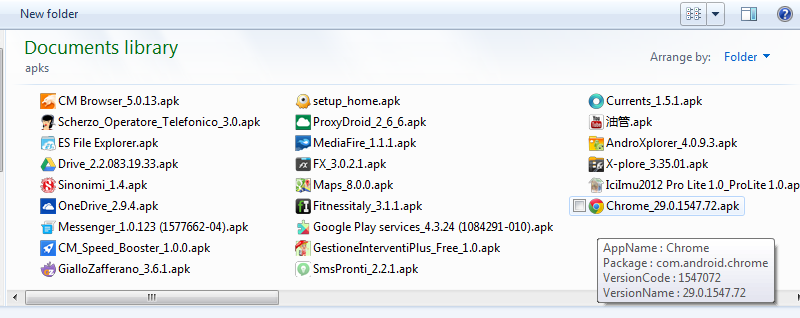 New folder
Documents library
apks
Arrange by: Folder
CM Browser_5.0.13.apk
Scherzo_Operatore_Telefonico_3.0.apk
ES File Explorer.apk
Drive_2.2.083.19.33.apk
Sinonimi_1.4.apk
OneDrive_2.9.4.apk
Messenger_1.0.123 (1577662-04).apk
CM_Speed_Booster_1.0.0.apk
GialloZafferano_3.6.1.apk
setup_home.apk
ProxyDroid_2_6_6.apk
MediaFire_1.1.1.apk
FX_3.0.2.1.apk
Maps_8.0.0.apk
Fitnessitaly_3.1.1.apk
Google Play services_4.3.24 (1084291-010).apk
GestioneInterventiPlus_Free_1.0.apk
SmsPronti_2.2.1.apk
Currents_1.5.1.apk
油管.apk
AndroXplorer_4.0.9.3.apk
X-plore_3.35.01.apk
IciImu2012 Pro Lite 1.0_ProLite 1.0.ap
Chrome_29.0.1547.72.apk
AppName : Chrome
Package : com.android.chrome
VersionCode : 1547072
VersionName : 29.0.1547.72